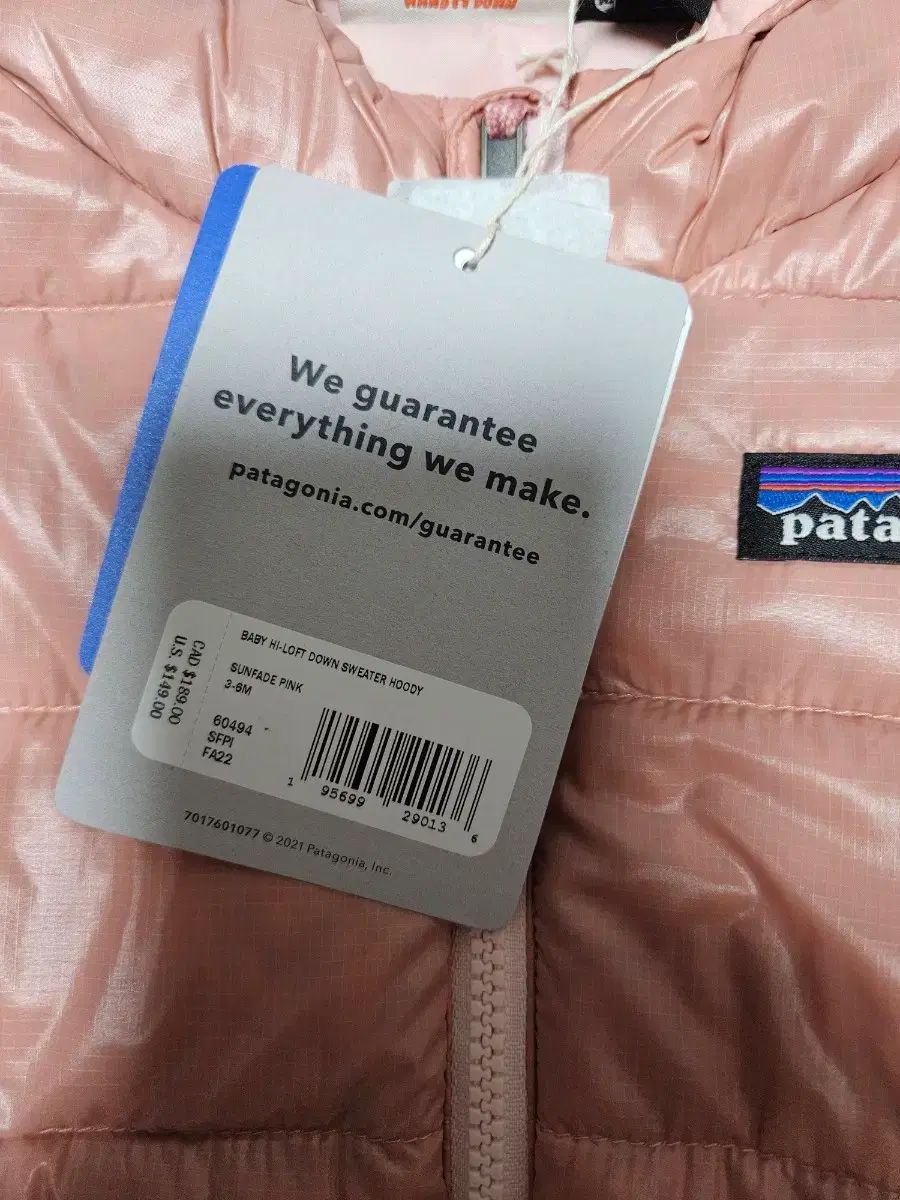 We guarantee
everything we make.
patagonia.com/guarantee
CAD $189.00
U.S. $149.00
BABY HI-LOFT DOWN SWEATER HOODY
SUNFADE PINK
3-6M
60494
SFPI
FA22
1 95699 29013 6
7017601077 © 2021 Patagonia, Inc.
pata